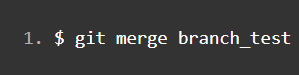 1. $ git merge branch_test